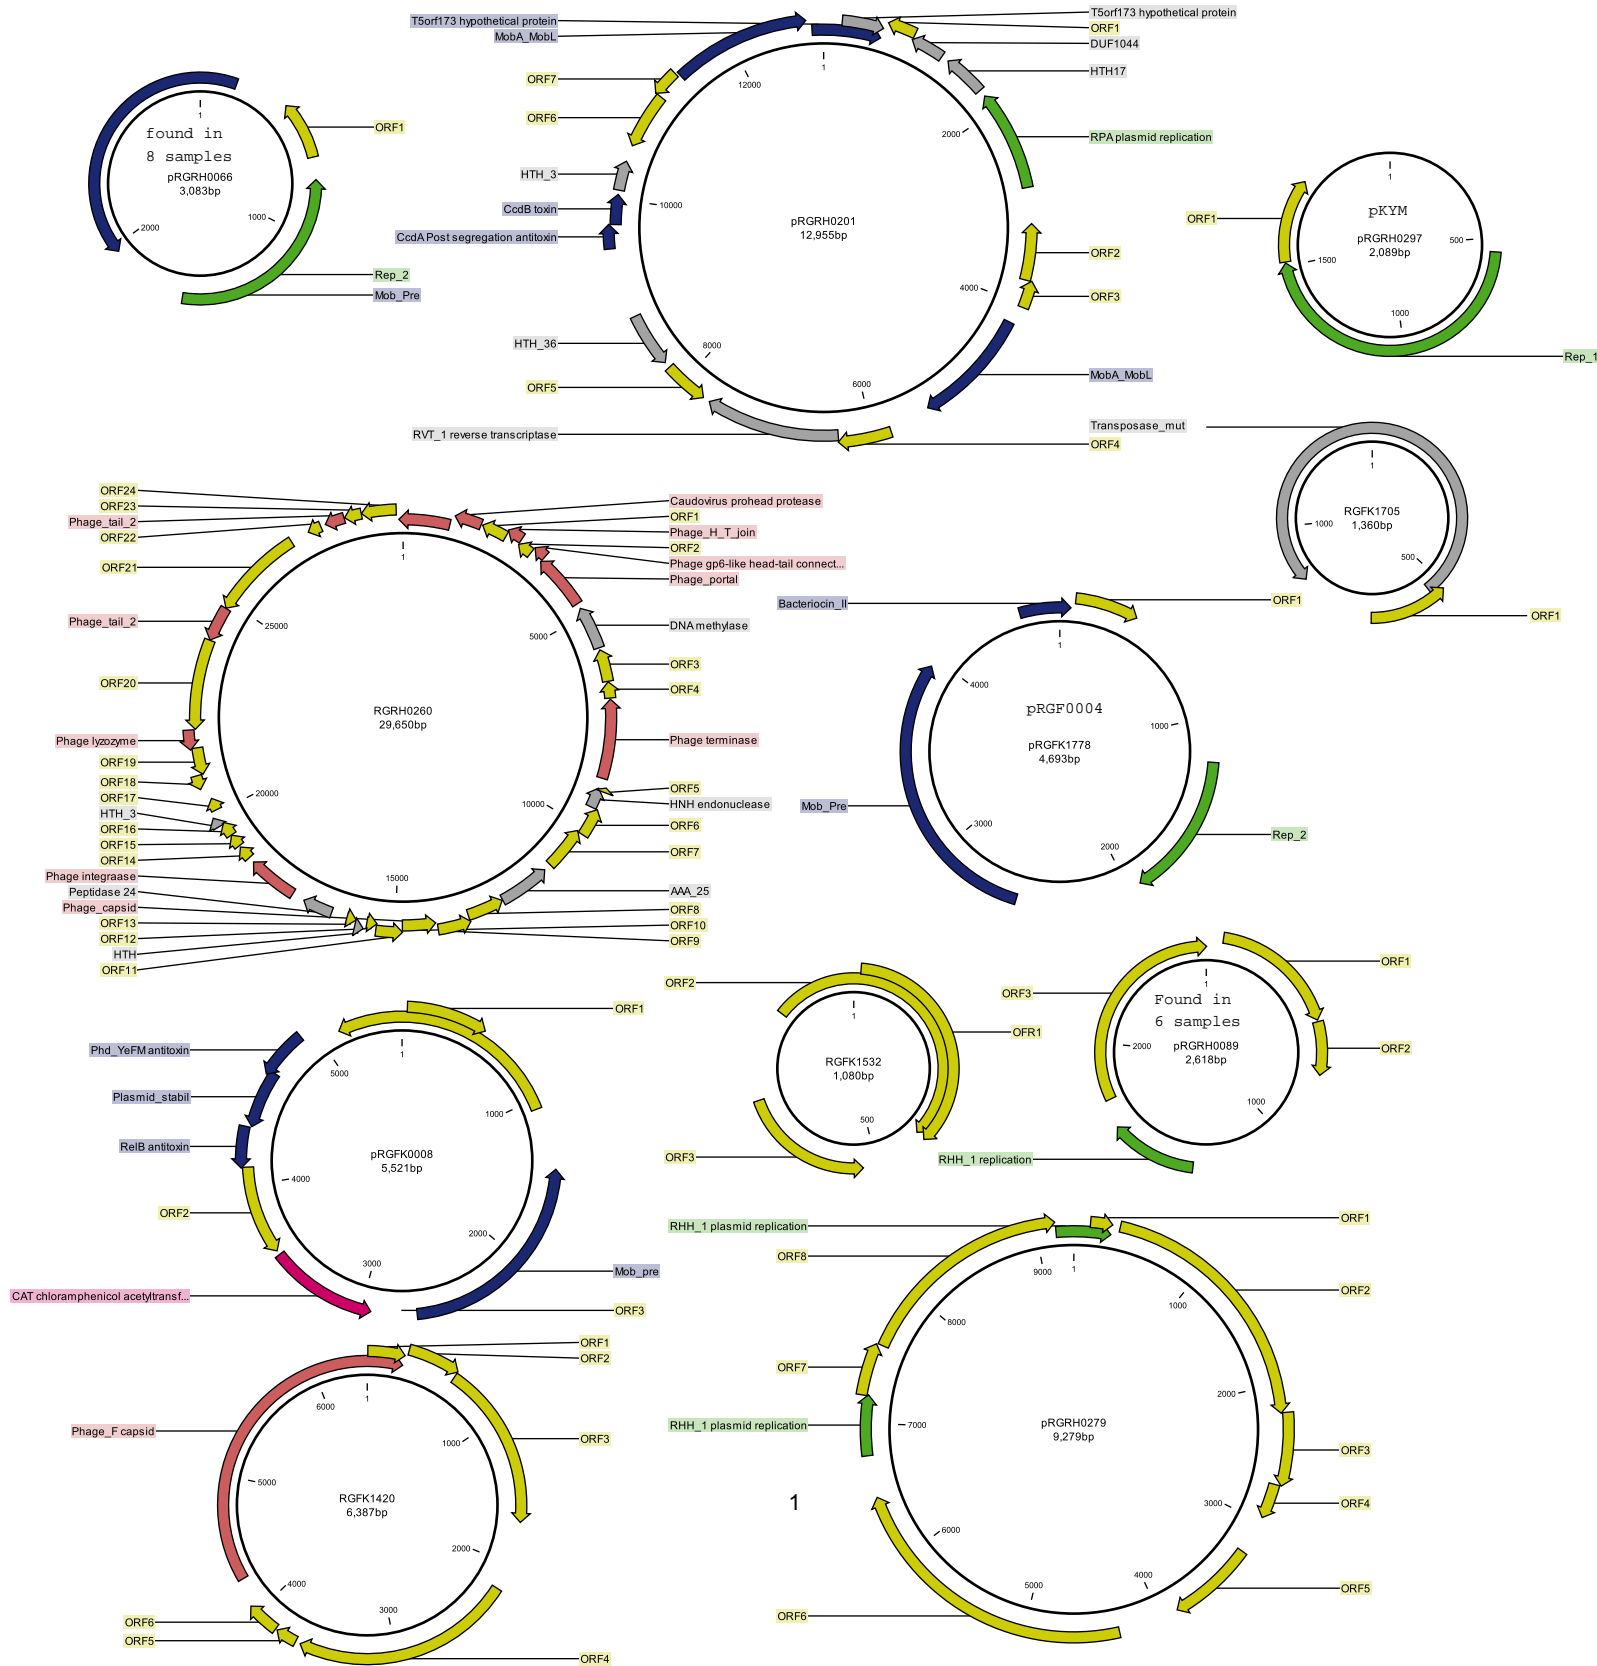 found in
8 samples
pRGRH0066
3,083bp
1
1000
2000
ORF1
Rep_2
Mob_Pre
T5orf173 hypothetical protein
MobA_MobL
ORF7
ORF6
HTH_3
CcdB toxin
CcdA Post segregation antitoxin
HTH_36
ORF5
RVT_1 reverse transcriptase
T5orf173 hypothetical protein
ORF1
DUF1044
HTH17
RPA plasmid replication
ORF2
ORF3
MobA_MobL
ORF4
pRGRH0201
12,955bp
1
2000
4000
6000
8000
10000
12000
pKYM
pRGRH0297
2,089bp
1
500
1000
1500
ORF1
Rep_1
Transposase_mut
RGFK1705
1,360bp
1
500
1000
ORF1
ORF24
ORF23
Phage_tail_2
ORF22
ORF21
Phage_tail_2
ORF20
Phage lyzozyme
ORF19
ORF18
ORF17
HTH_3
ORF16
ORF15
ORF14
Phage integraase
Peptidase 24
Phage_capsid
ORF13
ORF12
HTH
ORF11
Caudovirus prohead protease
ORF1
Phage_H_T_join
ORF2
Phage gp6-like head-tail connect...
Phage_portal
DNA methylase
ORF3
ORF4
Phage terminase
ORF5
HNH endonuclease
ORF6
ORF7
AAA_25
ORF8
ORF10
ORF9
RGRH0260
29,650bp
1
5000
10000
15000
20000
25000
Bacteriocin_II
ORF1
Mob_Pre
Rep_2
pRGF0004
pRGFK1778
4,693bp
1
1000
2000
3000
4000
ORF1
Phd_YeFM antitoxin
Plasmid_stabil
RelB antitoxin
ORF2
CAT chloramphenicol acetyltransf...
Mob_pre
ORF3
pRGFK0008
5,521bp
1
1000
2000
3000
4000
5000
ORF2
OFR1
ORF3
RGFK1532
1,080bp
1
500
ORF3
ORF1
ORF2
RHH_1 replication
Found in
6 samples
pRGRH0089
2,618bp
1
1000
2000
ORF1
ORF2
ORF3
ORF4
ORF5
ORF6
Phage_F capsid
RGFK1420
6,387bp
1
1000
2000
3000
4000
5000
6000
RHH_1 plasmid replication
ORF8
ORF7
RHH_1 plasmid replication
ORF6
ORF1
ORF2
ORF3
ORF4
ORF5
pRGRH0279
9,279bp
1
1000
2000
3000
4000
5000
6000
7000
8000
9000
1